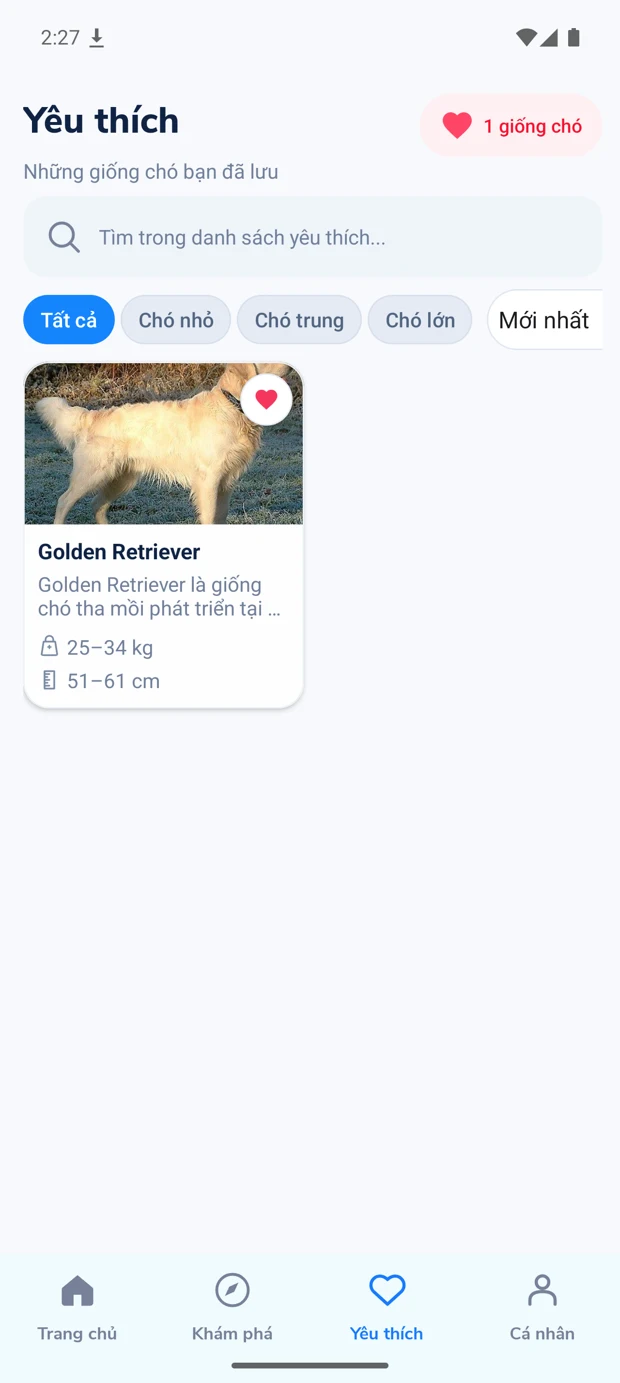 2:27
Yêu thích
1 giống chó
Những giống chó bạn đã lưu
Tìm trong danh sách yêu thích...
Tất cả
Chó nhỏ
Chó trung
Chó lớn
Mới nhất
Golden Retriever
Golden Retriever là giống
chó tha mồi phát triển tại ...
25–34 kg
51–61 cm
Trang chủ
Khám phá
Yêu thích
Cá nhân